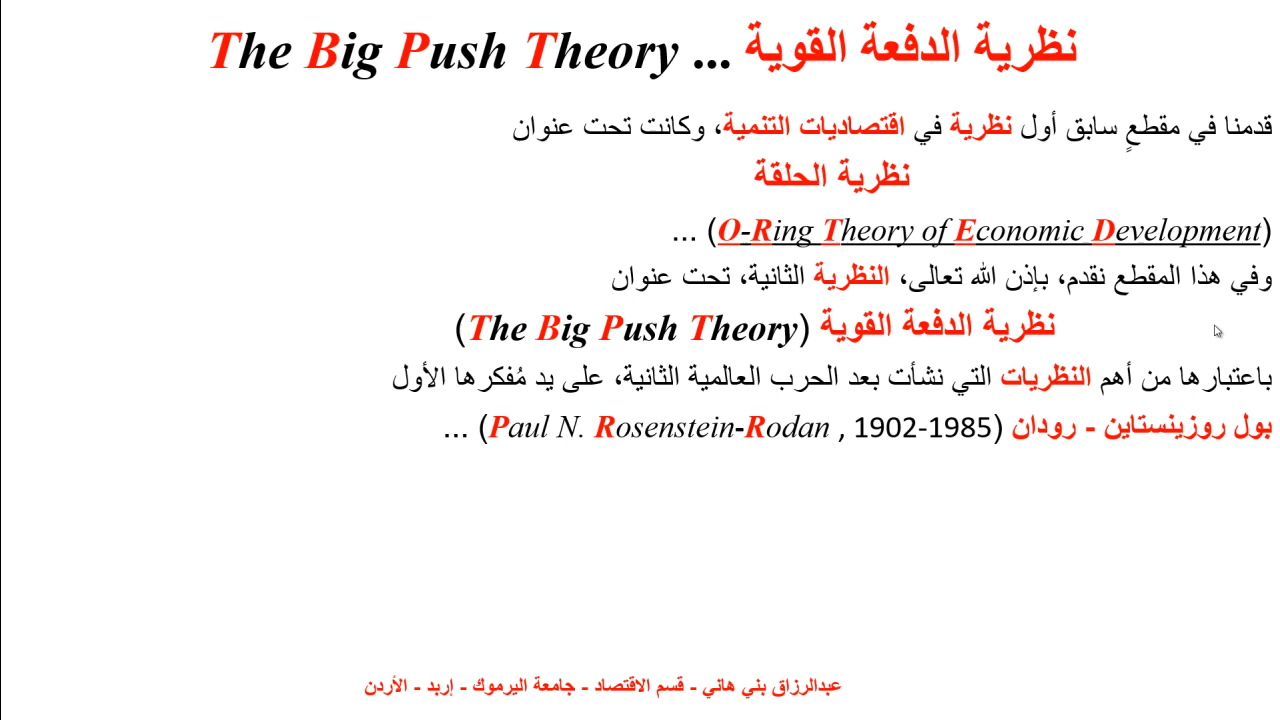 نظرية الدفعة القوية ... The Big Push Theory
قدمنا في مقطعٍ سابق أول نظرية في اقتصاديات التنمية، وكانت تحت عنوان
نظرية الحلقة
(O-Ring Theory of Economic Development) ...
وفي هذا المقطع نقدم، بإذن الله تعالى، النظرية الثانية، تحت عنوان
نظرية الدفعة القوية (The Big Push Theory)
باعتبارها من أهم النظريات التي نشأت بعد الحرب العالمية الثانية، على يد مُفكرها الأول
بول روزينستاين - رودان (Paul N. Rosenstein-Rodan , 1902-1985) ...
عبدالرزاق بني هاني - قسم الاقتصاد - جامعة اليرموك - إربد - الأردن